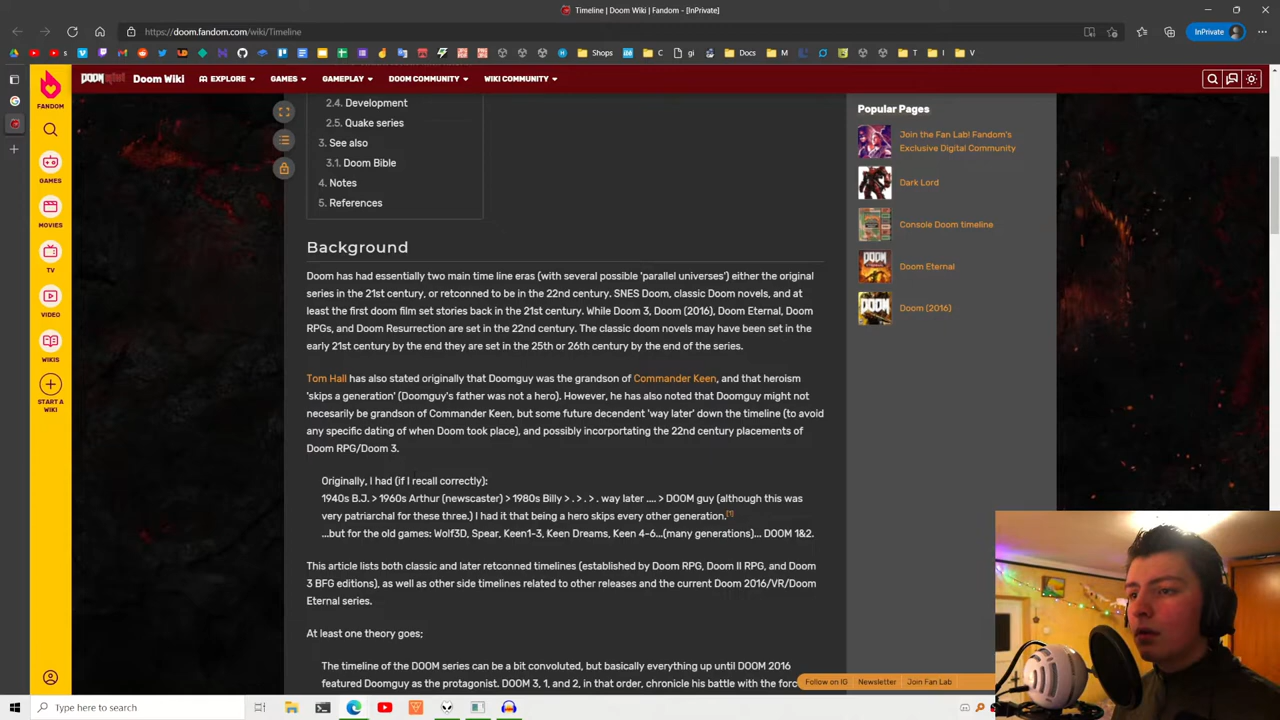 Timeline | Doom Wiki | Fandom - [InPrivate]
https://doom.fandom.com/wiki/Timeline
InPrivate
s
Shops
C
gi
Docs
M
T
I
V
FANDOM
DOOM
Doom Wiki
EXPLORE
GAMES
GAMEPLAY
DOOM COMMUNITY
WIKI COMMUNITY
GAMES
MOVIES
TV
VIDEO
WIKIS
START A
WIKI
2.4. Development
2.5. Quake series
3. See also
3.1. Doom Bible
4. Notes
5. References
Background
Doom has had essentially two main time line eras (with several possible 'parallel universes') either the original
series in the 21st century, or retconned to be in the 22nd century. SNES Doom, classic Doom novels, and at
least the first doom film set stories back in the 21st century. While Doom 3, Doom (2016), Doom Eternal, Doom
RPGs, and Doom Resurrection are set in the 22nd century. The classic doom novels may have been set in the
early 21st century by the end they are set in the 25th or 26th century by the end of the series.
Tom Hall has also stated originally that Doomguy was the grandson of Commander Keen, and that heroism
'skips a generation' (Doomguy's father was not a hero). However, he has also noted that Doomguy might not
necesarily be grandson of Commander Keen, but some future decendent 'way later' down the timeline (to avoid
any specific dating of when Doom took place), and possibly incorportating the 22nd century placements of
Doom RPG/Doom 3.
Originally, I had (if I recall correctly):
1940s B.J. > 1960s Arthur (newscaster) > 1980s Billy > . > . > . way later .... > DOOM guy (although this was
very patriarchal for these three.) I had it that being a hero skips every other generation.[1]
...but for the old games: Wolf3D, Spear, Keen1-3, Keen Dreams, Keen 4-6...(many generations)... DOOM 1&2.
This article lists both classic and later retconned timelines (established by Doom RPG, Doom II RPG, and Doom
3 BFG editions), as well as other side timelines related to other releases and the current Doom 2016/VR/Doom
Eternal series.
At least one theory goes;
The timeline of the DOOM series can be a bit convoluted, but basically everything up until DOOM 2016
featured Doomguy as the protagonist. DOOM 3, 1, and 2, in that order, chronicle his battle with the forc
Popular Pages
Join the Fan Lab! Fandom's
Exclusive Digital Community
Dark Lord
Console Doom timeline
Doom Eternal
Doom (2016)
Follow on IG
Newsletter
Join Fan Lab
Type here to search